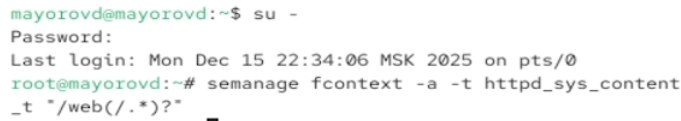 mayorovd@mayorovd:~$ su -
Password:
Last login: Mon Dec 15 22:34:06 MSK 2025 on pts/0
root@mayorovd:~# semanage fcontext -a -t httpd_sys_content
_t "/web(/.*)?"